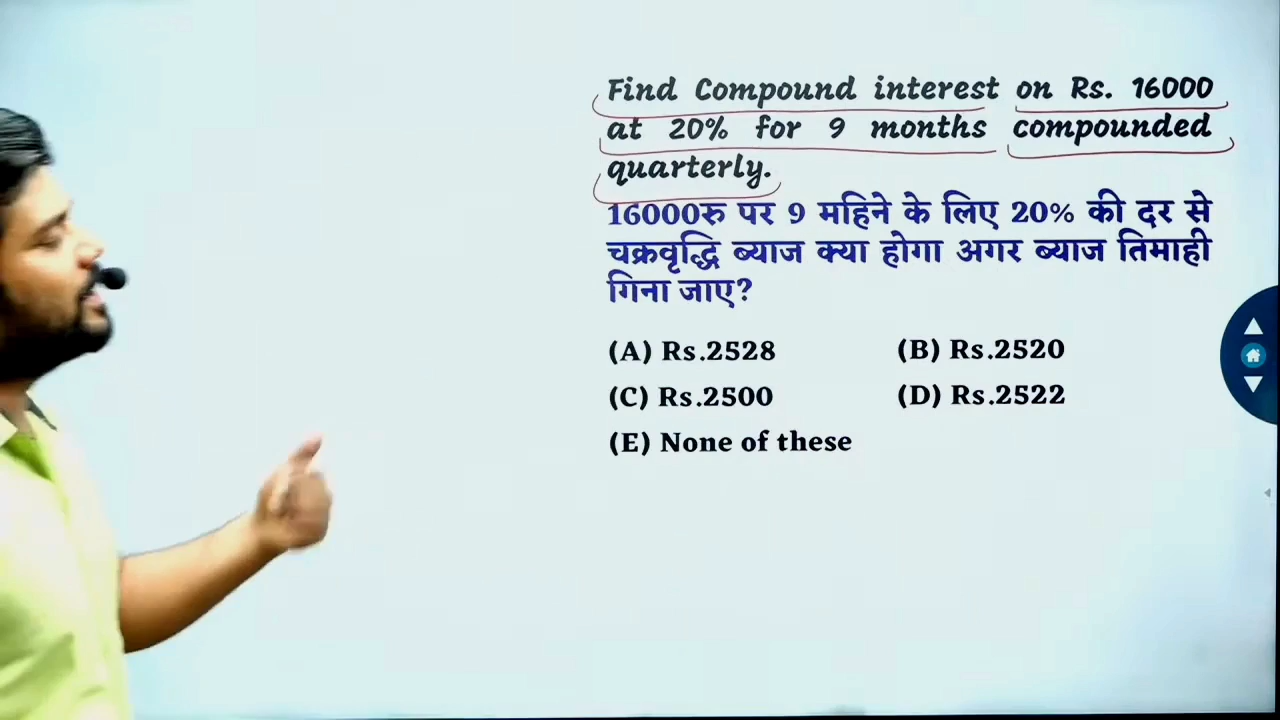 Find Compound interest on Rs. 16000
at 20% for 9 months compounded
quarterly.
16000रु पर 9 महिने के लिए 20% की दर से
चक्रवृद्धि ब्याज क्या होगा अगर ब्याज तिमाही
गिना जाए?
(A) Rs.2528 (B) Rs.2520
(C) Rs.2500 (D) Rs.2522
(E) None of these